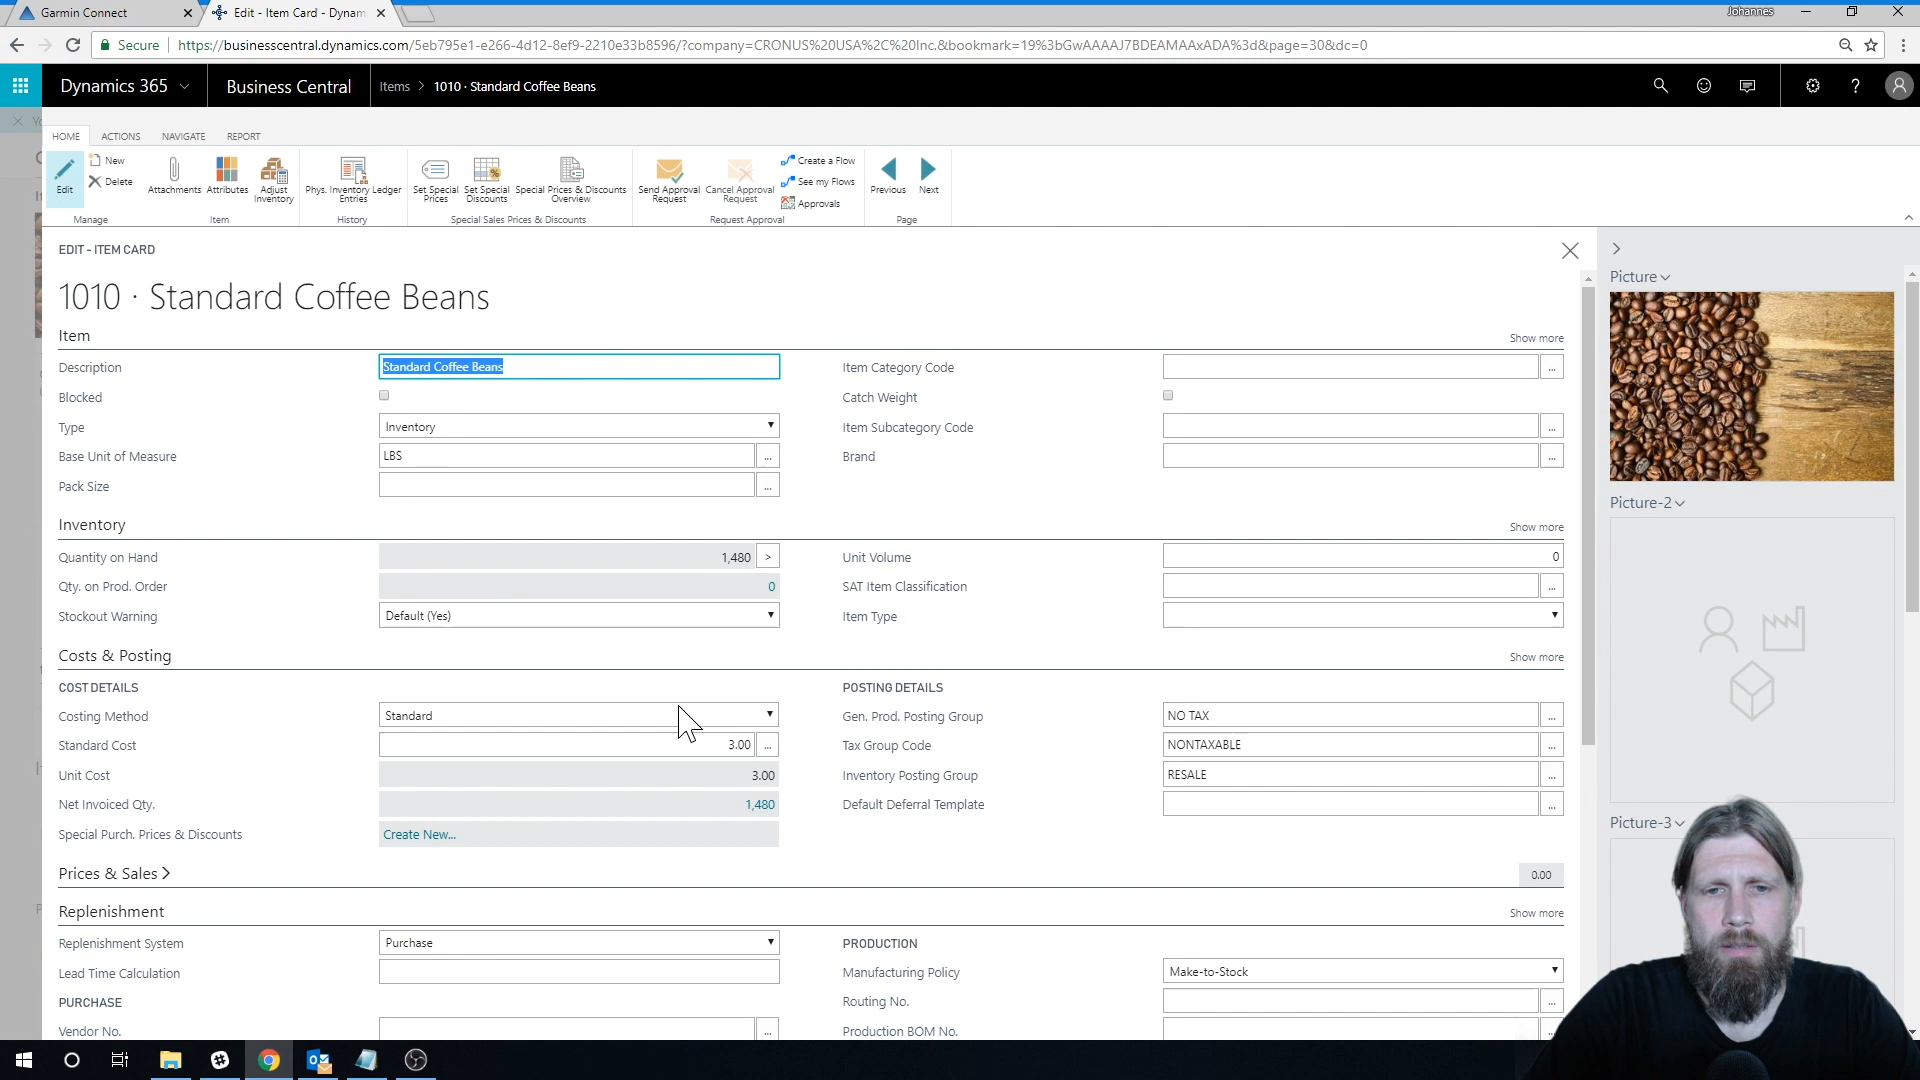 Garmin Connect
Edit - Item Card - Dynam
Johannes
Secure
https://businesscentral.dynamics.com/5eb795e1-e266-4d12-8ef9-2210e33b8596/?company=CRONUS%20USA%2C%20Inc.&bookmark=19%3bGwAAAAJ7BDEAMAAxADA%3d&page=30&dc=0
Dynamics 365
Business Central
Items > 1010 · Standard Coffee Beans
HOME
ACTIONS
NAVIGATE
REPORT
Edit
New
Delete
Manage
Attachments
Attributes
Adjust Inventory
Item
Phys. Inventory Ledger Entries
History
Set Special Prices
Set Special Discounts
Special Prices & Discounts Overview
Special Sales Prices & Discounts
Send Approval Request
Cancel Approval Request
Create a Flow
See my Flows
Approvals
Request Approval
Previous
Next
Page
EDIT - ITEM CARD
1010 · Standard Coffee Beans
Item
Show more
Description
Standard Coffee Beans
Item Category Code
Blocked
Catch Weight
Type
Inventory
Item Subcategory Code
Base Unit of Measure
LBS
Brand
Pack Size
Inventory
Show more
Quantity on Hand
1,480
Unit Volume
0
Qty. on Prod. Order
0
SAT Item Classification
Stockout Warning
Default (Yes)
Item Type
Costs & Posting
Show more
COST DETAILS
POSTING DETAILS
Costing Method
Standard
Gen. Prod. Posting Group
NO TAX
Standard Cost
3.00
Tax Group Code
NONTAXABLE
Unit Cost
3.00
Inventory Posting Group
RESALE
Net Invoiced Qty.
1,480
Default Deferral Template
Special Purch. Prices & Discounts
Create New...
Prices & Sales >
0.00
Replenishment
Show more
Replenishment System
Purchase
PRODUCTION
Lead Time Calculation
Manufacturing Policy
Make-to-Stock
PURCHASE
Routing No.
Vendor No.
Production BOM No.
Picture
Picture-2
Picture-3